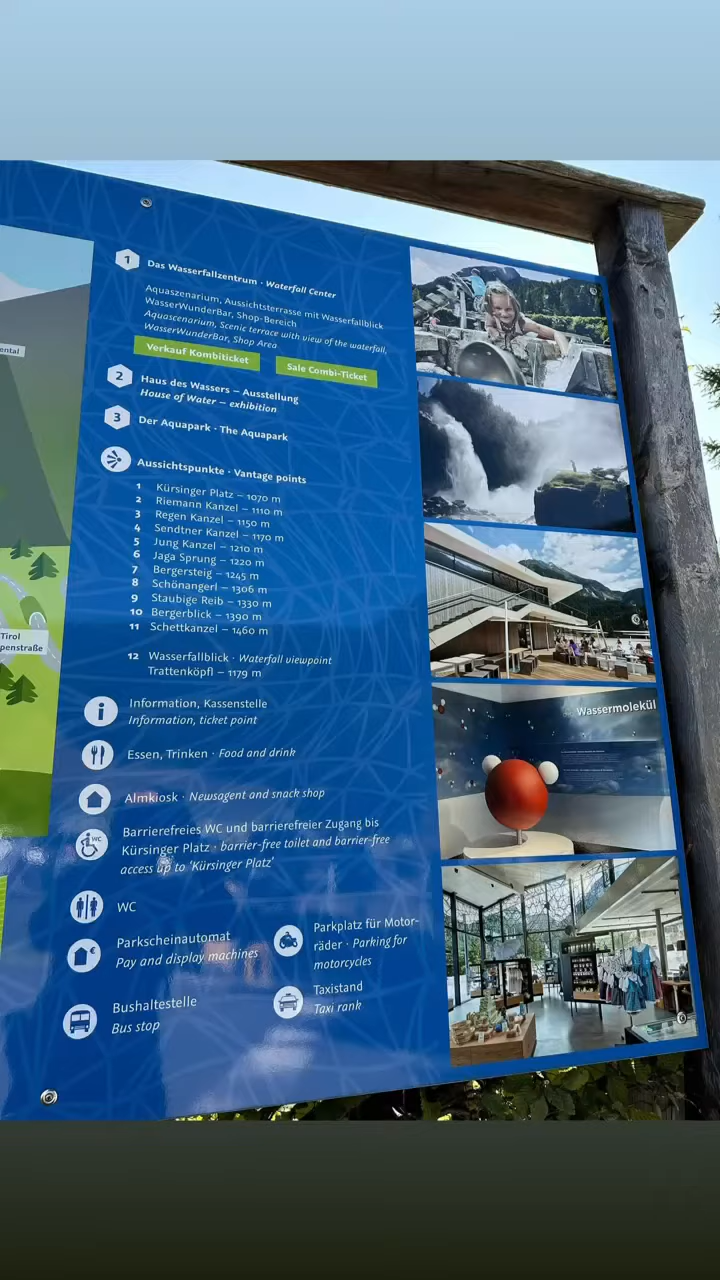 ental
Tirol
penstraße
1 Das Wasserfallzentrum · Waterfall Center
Aquaszenarium, Aussichtsterrasse mit Wasserfallblick
WasserWunderBar, Shop-Bereich
Aquascenarium, Scenic terrace with view of the waterfall,
WasserWunderBar, Shop Area
Verkauf Kombiticket
Sale Combi-Ticket
2 Haus des Wassers – Ausstellung
House of Water – exhibition
3 Der Aquapark · The Aquapark
Aussichtspunkte · Vantage points
1 Kürsinger Platz – 1070 m
2 Riemann Kanzel – 1110 m
3 Regen Kanzel – 1150 m
4 Sendtner Kanzel – 1170 m
5 Jung Kanzel – 1210 m
6 Jaga Sprung – 1220 m
7 Bergersteig – 1245 m
8 Schönangerl – 1306 m
9 Staubige Reib – 1330 m
10 Bergerblick – 1390 m
11 Schettkanzel – 1460 m
12 Wasserfallblick · Waterfall viewpoint
Trattenköpfl – 1179 m
i Information, Kassenstelle
Information, ticket point
Essen, Trinken · Food and drink
Almkiosk · Newsagent and snack shop
WC
Barrierefreies WC und barrierefreier Zugang bis
Kürsinger Platz · barrier-free toilet and barrier-free
access up to ‘Kürsinger Platz’
WC
€
Parkscheinautomat
Pay and display machines
Parkplatz für Motor-
räder · Parking for
motorcycles
Bushaltestelle
Bus stop
Taxistand
Taxi rank
Wassermolekül